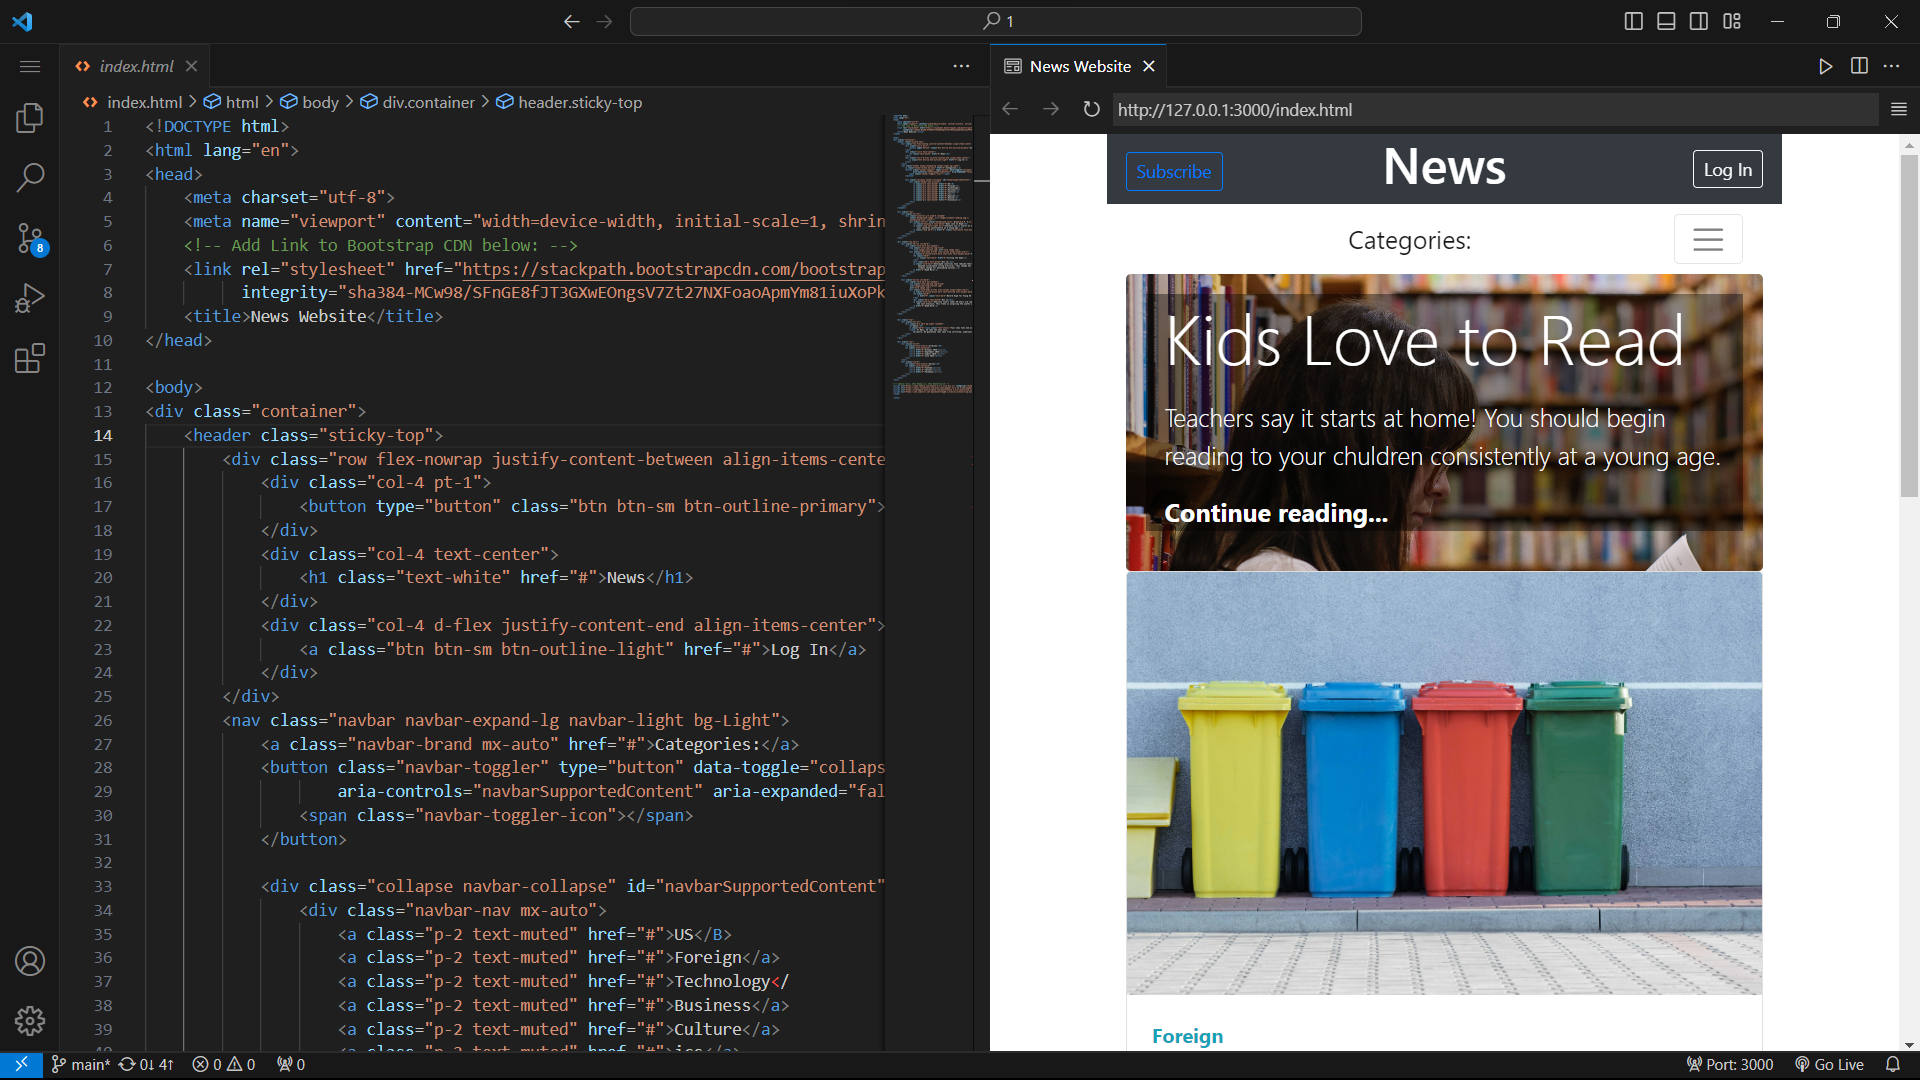 1
index.html
News Website
index.html > html > body > div.container > header.sticky-top
http://127.0.0.1:3000/index.html
1 <!DOCTYPE html>
2 <html lang="en">
3 <head>
4 <meta charset="utf-8">
5 <meta name="viewport" content="width=device-width, initial-scale=1, shrin
6 <!-- Add Link to Bootstrap CDN below: -->
7 <link rel="stylesheet" href="https://stackpath.bootstrapcdn.com/bootstrap
8 integrity="sha384-MCw98/SFnGE8fJT3GXwEOngsV7Zt27NXFoaoApmYm81iuXoPk
9 <title>News Website</title>
10 </head>
11
12 <body>
13 <div class="container">
14 <header class="sticky-top">
15 <div class="row flex-nowrap justify-content-between align-items-cente
16 <div class="col-4 pt-1">
17 <button type="button" class="btn btn-sm btn-outline-primary">
18 </div>
19 <div class="col-4 text-center">
20 <h1 class="text-white" href="#">News</h1>
21 </div>
22 <div class="col-4 d-flex justify-content-end align-items-center">
23 <a class="btn btn-sm btn-outline-light" href="#">Log In</a>
24 </div>
25 </div>
26 <nav class="navbar navbar-expand-lg navbar-light bg-Light">
27 <a class="navbar-brand mx-auto" href="#">Categories:</a>
28 <button class="navbar-toggler" type="button" data-toggle="collaps
29 aria-controls="navbarSupportedContent" aria-expanded="fal
30 <span class="navbar-toggler-icon"></span>
31 </button>
32
33 <div class="collapse navbar-collapse" id="navbarSupportedContent"
34 <div class="navbar-nav mx-auto">
35 <a class="p-2 text-muted" href="#">US</B>
36 <a class="p-2 text-muted" href="#">Foreign</a>
37 <a class="p-2 text-muted" href="#">Technology</
38 <a class="p-2 text-muted" href="#">Business</a>
39 <a class="p-2 text-muted" href="#">Culture</a>
Subscribe
News
Log In
Categories:
Kids Love to Read
Teachers say it starts at home! You should begin
reading to your chuldren consistently at a young age.
Continue reading...
Foreign
8
main* 0↓ 4↑ 0 0 0
Port: 3000 Go Live